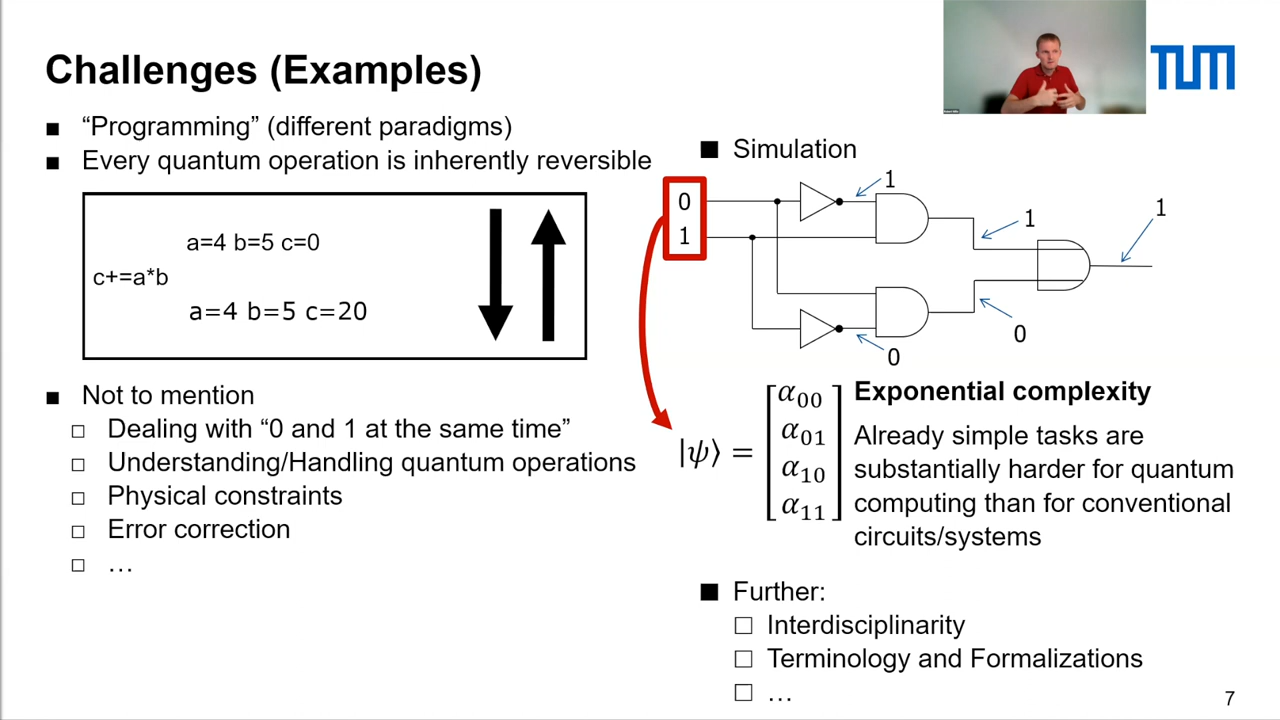 Challenges (Examples)
TUM
■ “Programming” (different paradigms)
■ Every quantum operation is inherently reversible
a=4 b=5 c=0
c+=a*b
a=4 b=5 c=20
■ Not to mention
□ Dealing with “0 and 1 at the same time”
□ Understanding/Handling quantum operations
□ Physical constraints
□ Error correction
□ …
■ Simulation
0
1
1
1
1
0
0
|ψ⟩ =
α00
α01
α10
α11
Exponential complexity
Already simple tasks are
substantially harder for quantum
computing than for conventional
circuits/systems
■ Further:
□ Interdisciplinarity
□ Terminology and Formalizations
□ …
7